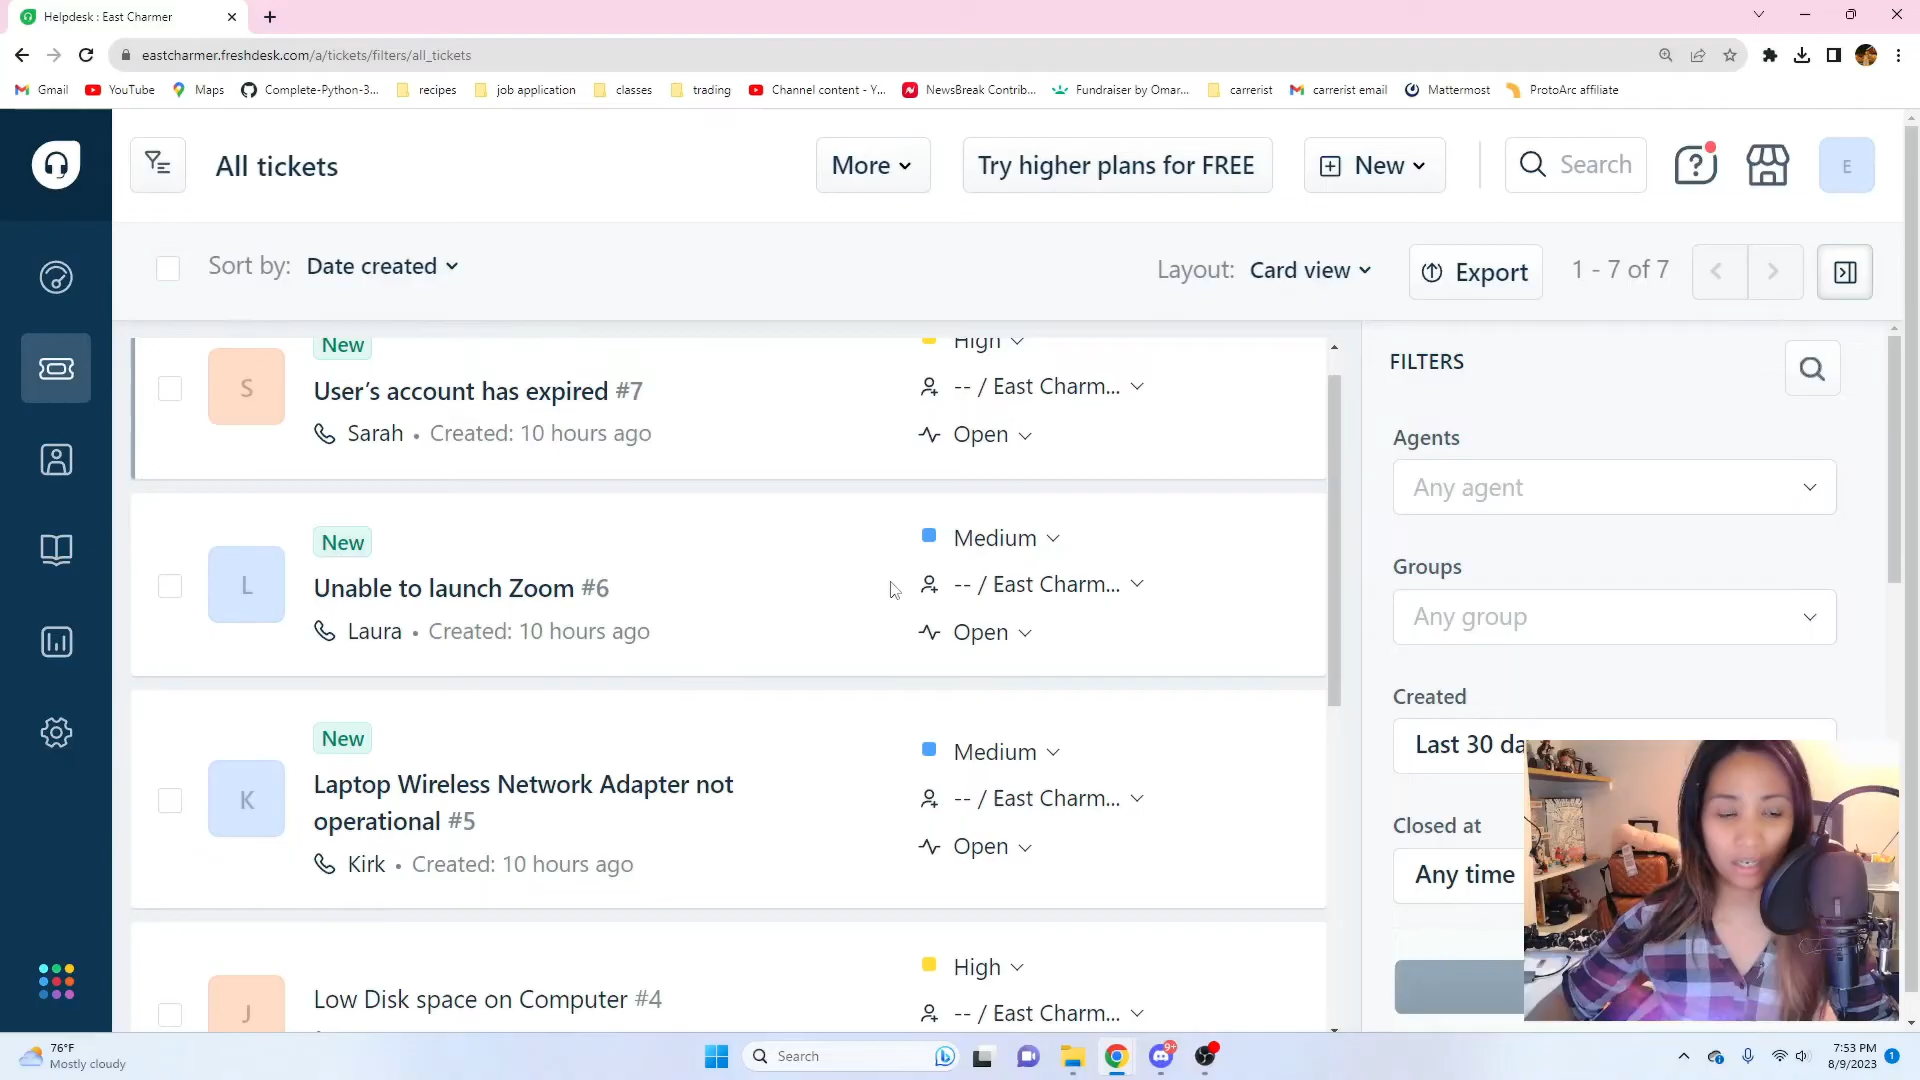 Helpdesk : East Charmer
eastcharmer.freshdesk.com/a/tickets/filters/all_tickets
Gmail YouTube Maps Complete-Python-3... recipes job application classes trading Channel content - Y... NewsBreak Contrib... Fundraiser by Omar... carrerist carrerist email Mattermost ProtoArc affiliate
All tickets More Try higher plans for FREE New Search E
Sort by: Date created Layout: Card view Export 1 - 7 of 7
New High
S User's account has expired #7 -- / East Charm...
Sarah • Created: 10 hours ago Open
New Medium
L Unable to launch Zoom #6 -- / East Charm...
Laura • Created: 10 hours ago Open
New Medium
K Laptop Wireless Network Adapter not
operational #5 -- / East Charm...
Kirk • Created: 10 hours ago Open
High
J Low Disk space on Computer #4 -- / East Charm...
FILTERS
Agents
Any agent
Groups
Any group
Created
Last 30 da
Closed at
Any time
76°F
Mostly cloudy
Search
9+
7:53 PM
8/9/2023
1